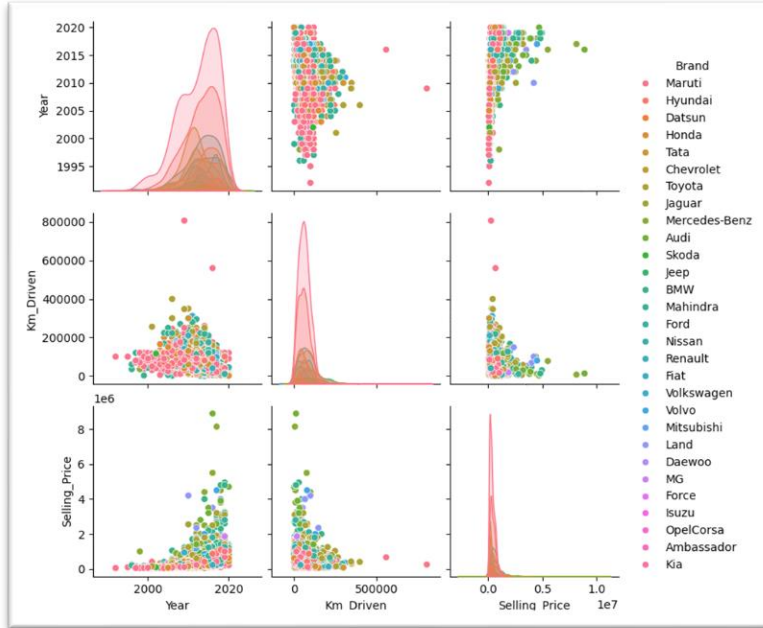 2020
2015
2010
2005
2000
1995
Year
800000
600000
400000
200000
0
Km_Driven
1e6
8
6
4
2
0
Selling_Price
2000
2020
Year
0
500000
Km_Driven
0.0
0.5
1.0
1e7
Selling_Price
Brand
Maruti
Hyundai
Datsun
Honda
Tata
Chevrolet
Toyota
Jaguar
Mercedes-Benz
Audi
Skoda
Jeep
BMW
Mahindra
Ford
Nissan
Renault
Fiat
Volkswagen
Volvo
Mitsubishi
Land
Daewoo
MG
Force
Isuzu
OpelCorsa
Ambassador
Kia